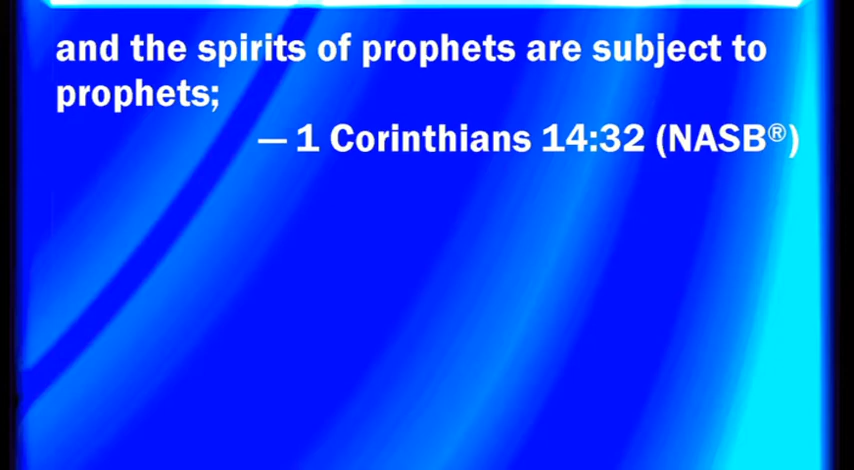 and the spirits of prophets are subject to
prophets;
— 1 Corinthians 14:32 (NASB®)